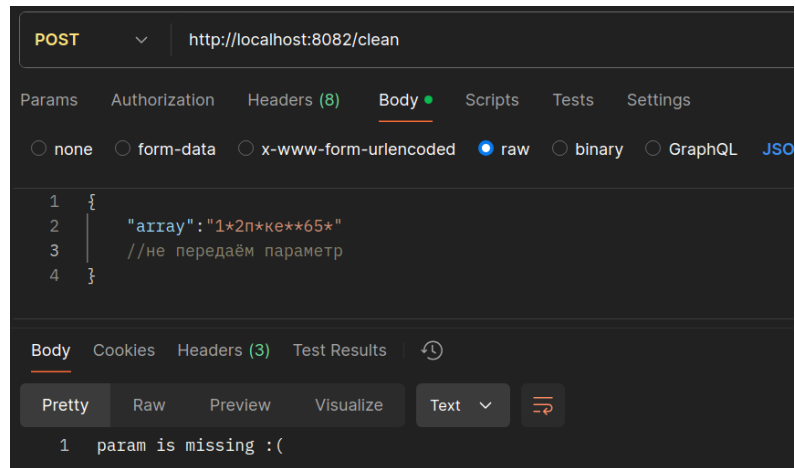 POST http://localhost:8082/clean
Params Authorization Headers (8) Body Scripts Tests Settings
none form-data x-www-form-urlencoded raw binary GraphQL JSO
1 {
2 "array":"1*2п*ке**65*"
3 //не передаём параметр
4 }
Body Cookies Headers (3) Test Results
Pretty Raw Preview Visualize Text
1 param is missing :(